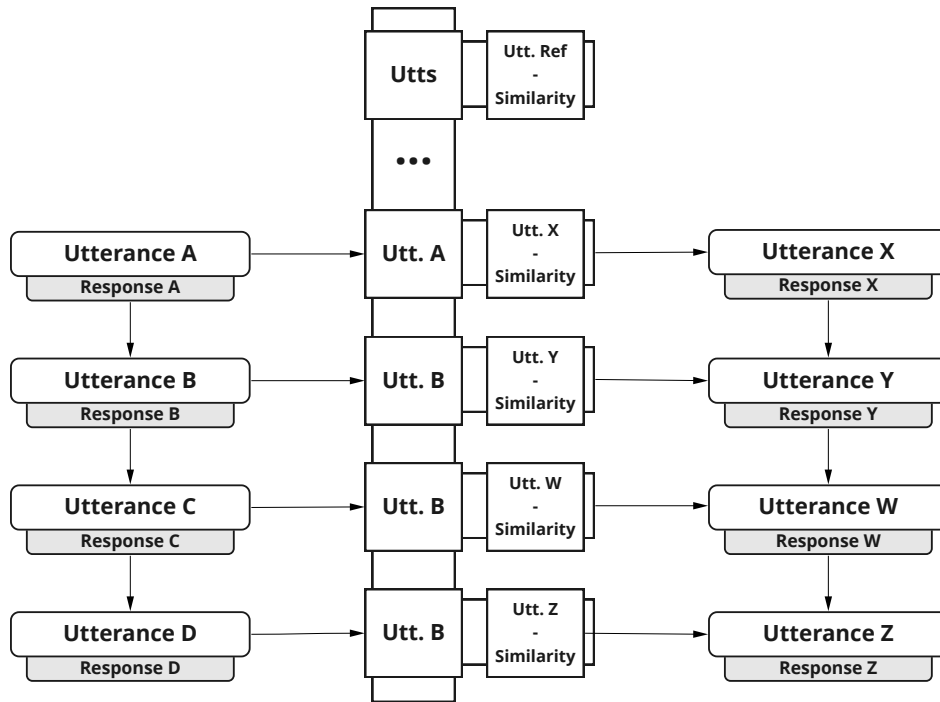 Utts
Utt. Ref
-
Similarity
•••
Utterance A
Response A
Utt. A
Utt. X
-
Similarity
Utterance X
Response X
Utterance B
Response B
Utt. B
Utt. Y
-
Similarity
Utterance Y
Response Y
Utterance C
Response C
Utt. B
Utt. W
-
Similarity
Utterance W
Response W
Utterance D
Response D
Utt. B
Utt. Z
-
Similarity
Utterance Z
Response Z